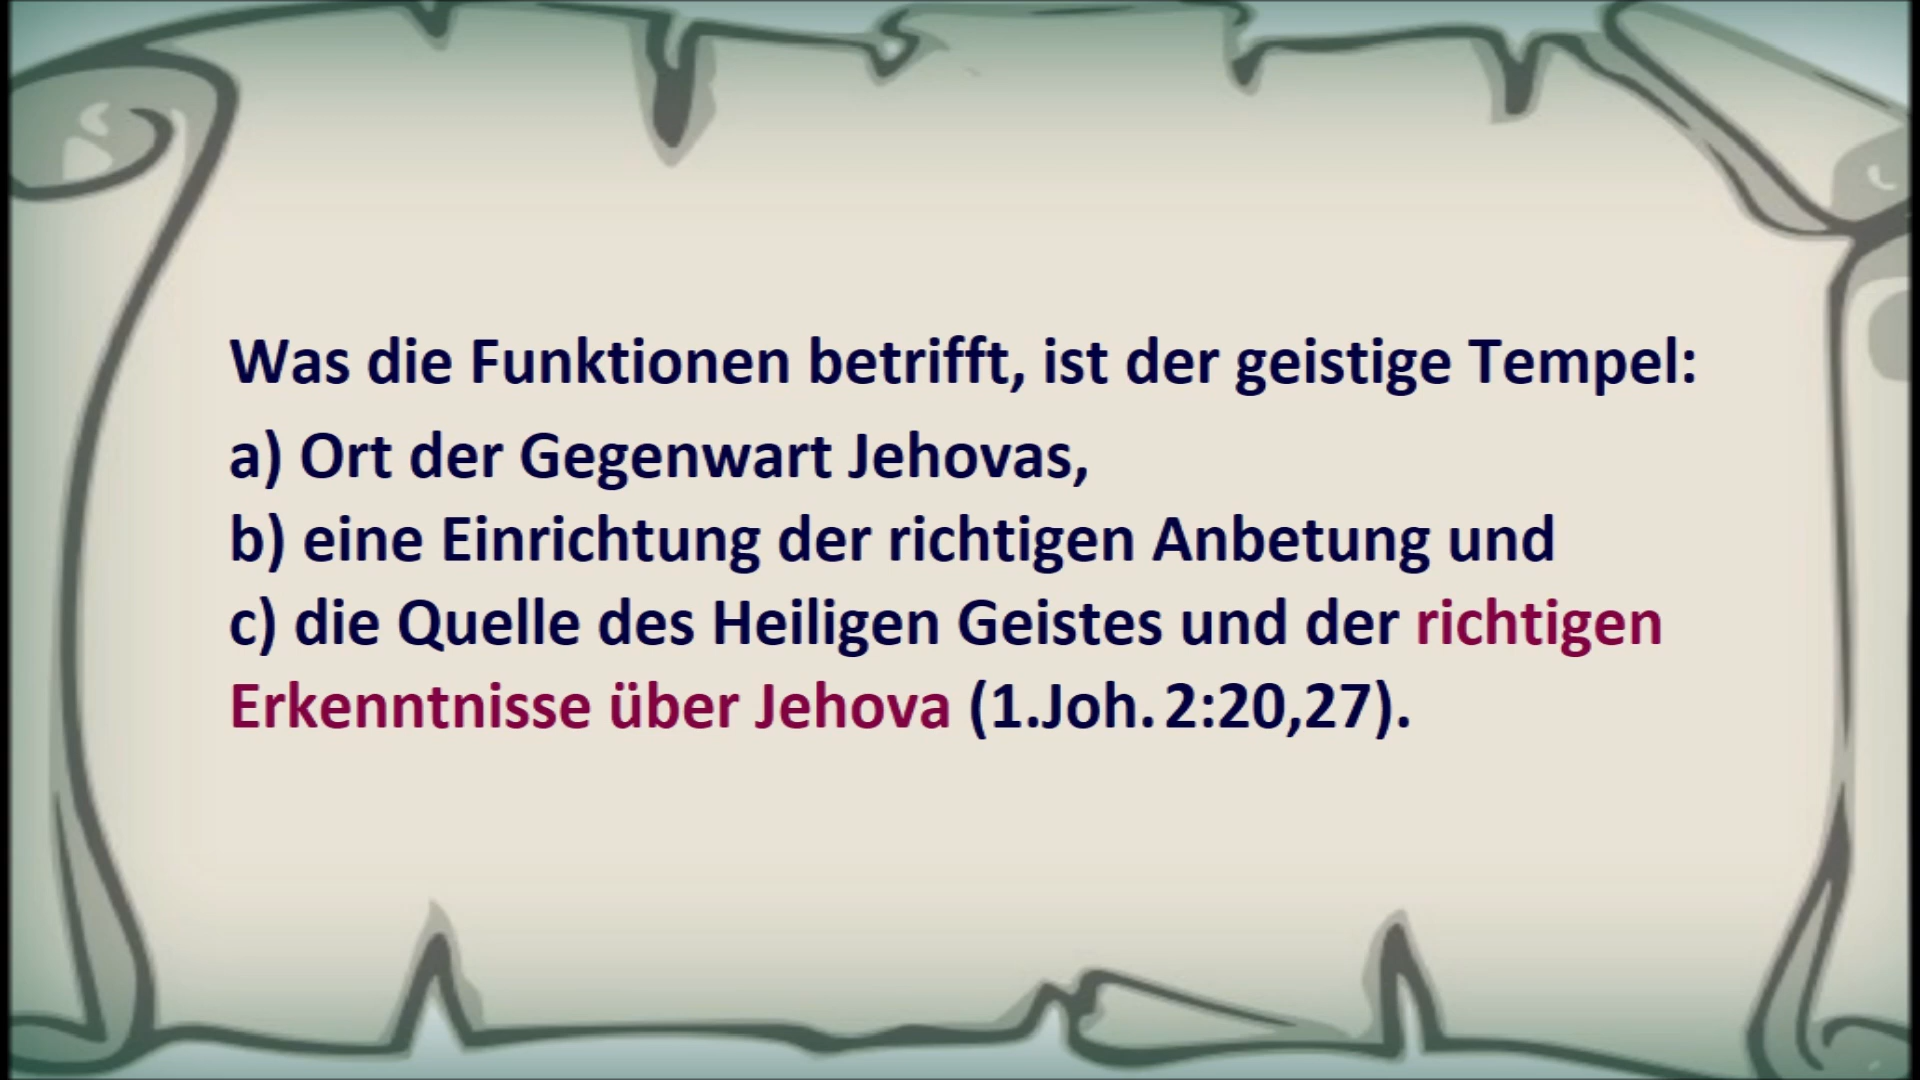 Was die Funktionen betrifft, ist der geistige Tempel:
a) Ort der Gegenwart Jehovas,
b) eine Einrichtung der richtigen Anbetung und
c) die Quelle des Heiligen Geistes und der richtigen
Erkenntnisse über Jehova (1.Joh. 2:20,27).